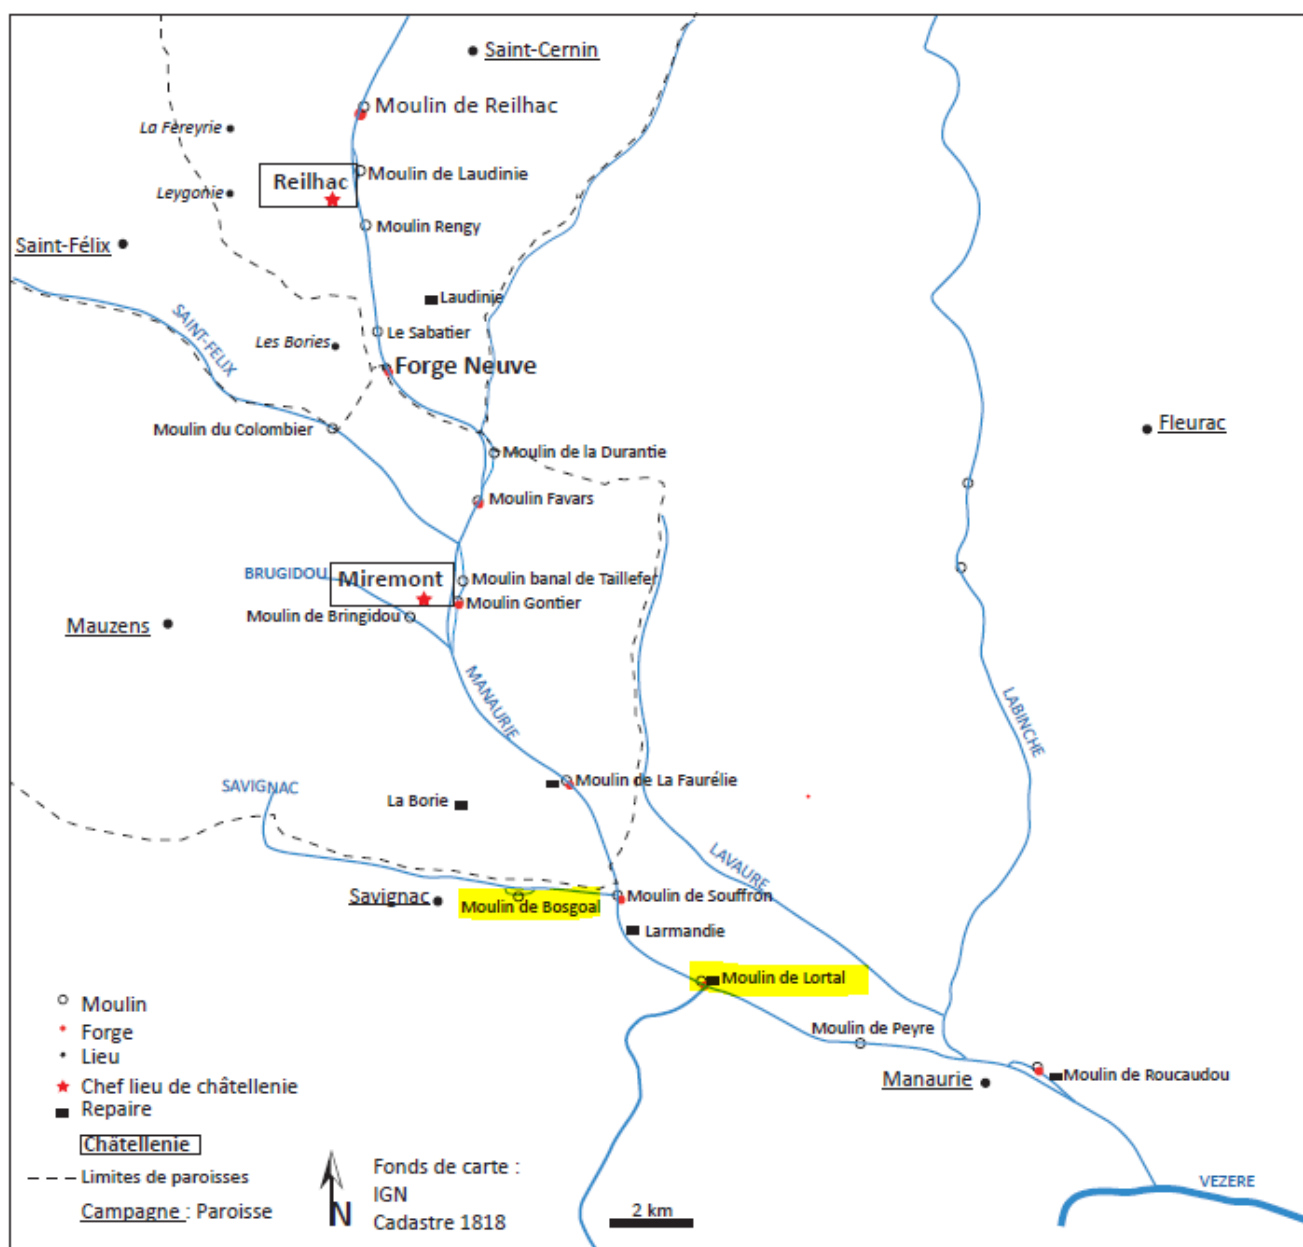 Saint-Cernin
Moulin de Reilhac
La Fereyrie
Moulin de Laudinie
Reilhac
Leygonie
Moulin Rengy
Saint-Félix
Laudinie
SAINT-FELIX
Le Sabatier
Les Bories
Forge Neuve
Fleurac
Moulin du Colombier
Moulin de la Durantie
Moulin Favars
BRUGIDOU
Miremont
Moulin banal de Taillefer
Moulin Gontier
Moulin de Bringidou
Mauzens
MANAURIE
LABINCHE
SAVIGNAC
Moulin de La Faurélie
La Borie
LAVAURE
Savignac
Moulin de Bosgoal
Moulin de Souffron
Larmandie
Moulin de Lortal
Moulin de Peyre
Manaurie
Moulin de Roucaudou
VEZERE
Moulin
Forge
Lieu
Chef lieu de châtellenie
Repaire
Châtellenie
Limites de paroisses
Campagne : Paroisse
N
Fonds de carte :
IGN
Cadastre 1818
2 km